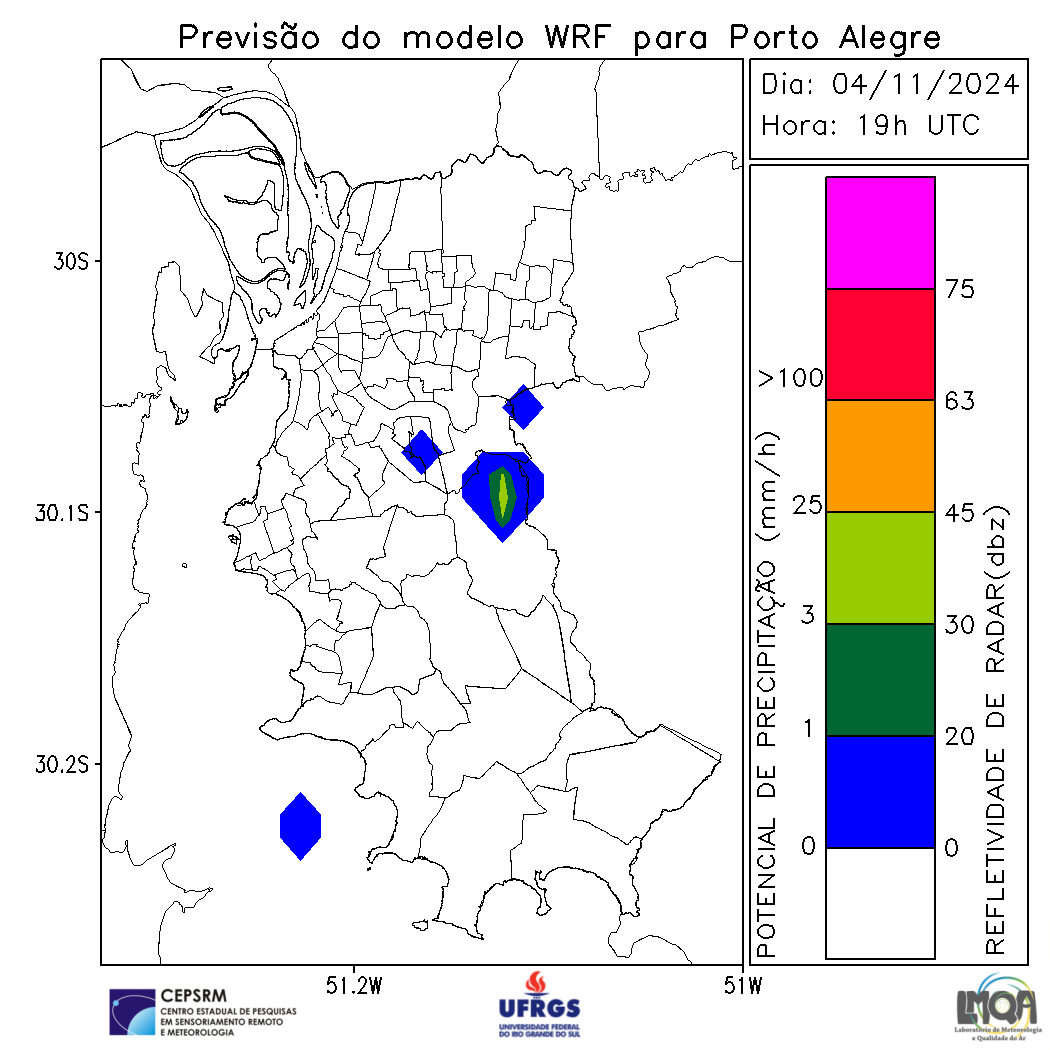 Previsão do modelo WRF para Porto Alegre
Dia: 04/11/2024
Hora: 19h UTC
30S
30.1S
30.2S
51.2W
51W
POTENCIAL DE PRECIPITAÇÃO (mm/h)
>100
25
3
1
0
75
63
45
30
20
0
REFLETIVIDADE DE RADAR(dbz)
CEPSRM
CENTRO ESTADUAL DE PESQUISAS
EM SENSORIAMENTO REMOTO
E METEOROLOGIA
UFRGS
UNIVERSIDADE FEDERAL
DO RIO GRANDE DO SUL
LMQA
Laboratório de Meteorologia
e Qualidade do Ar